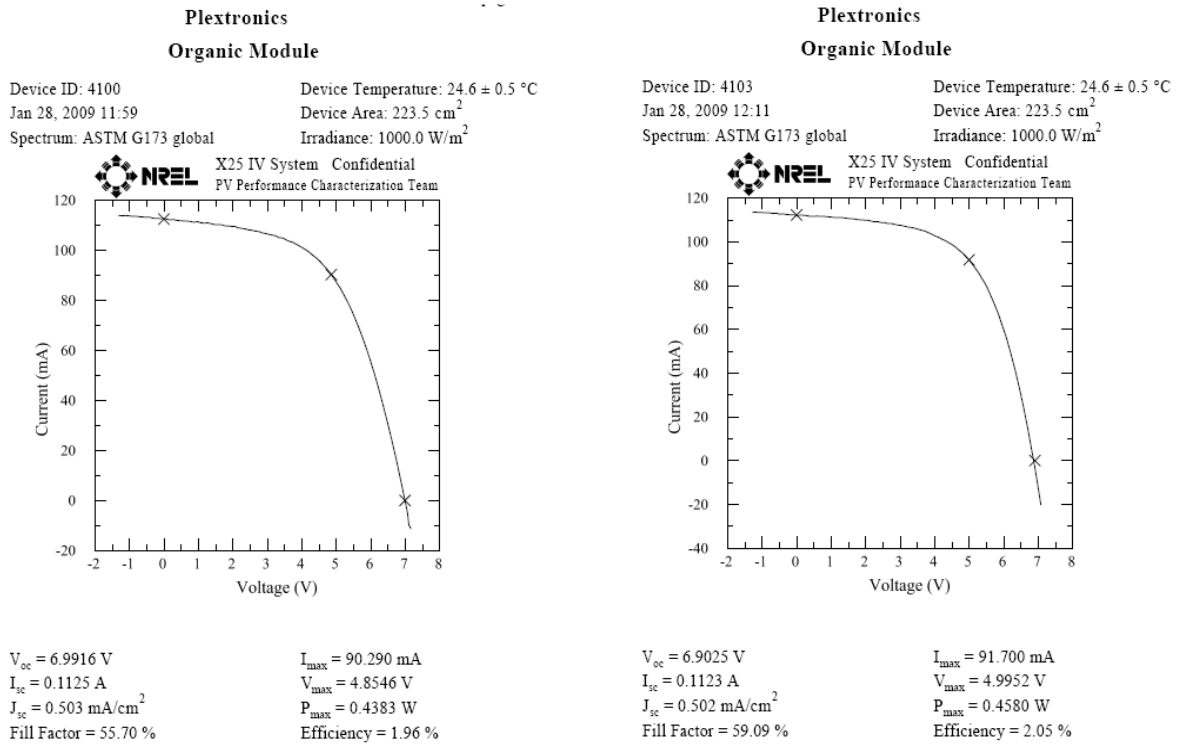 Plextronics
Organic Module
Device ID: 4100 Device Temperature: 24.6 ± 0.5 °C
Jan 28, 2009 11:59 Device Area: 223.5 cm²
Spectrum: ASTM G173 global Irradiance: 1000.0 W/m²
NREL X25 IV System Confidential
PV Performance Characterization Team
120
100
80
60
40
20
0
-20
Current (mA)
-2 -1 0 1 2 3 4 5 6 7 8
Voltage (V)
Voc = 6.9916 V Imax = 90.290 mA
Isc = 0.1125 A Vmax = 4.8546 V
Jsc = 0.503 mA/cm² Pmax = 0.4383 W
Fill Factor = 55.70 % Efficiency = 1.96 %
Plextronics
Organic Module
Device ID: 4103 Device Temperature: 24.6 ± 0.5 °C
Jan 28, 2009 12:11 Device Area: 223.5 cm²
Spectrum: ASTM G173 global Irradiance: 1000.0 W/m²
NREL X25 IV System Confidential
PV Performance Characterization Team
120
100
80
60
40
20
0
-20
-40
Current (mA)
-2 -1 0 1 2 3 4 5 6 7 8
Voltage (V)
Voc = 6.9025 V Imax = 91.700 mA
Isc = 0.1123 A Vmax = 4.9952 V
Jsc = 0.502 mA/cm² Pmax = 0.4580 W
Fill Factor = 59.09 % Efficiency = 2.05 %